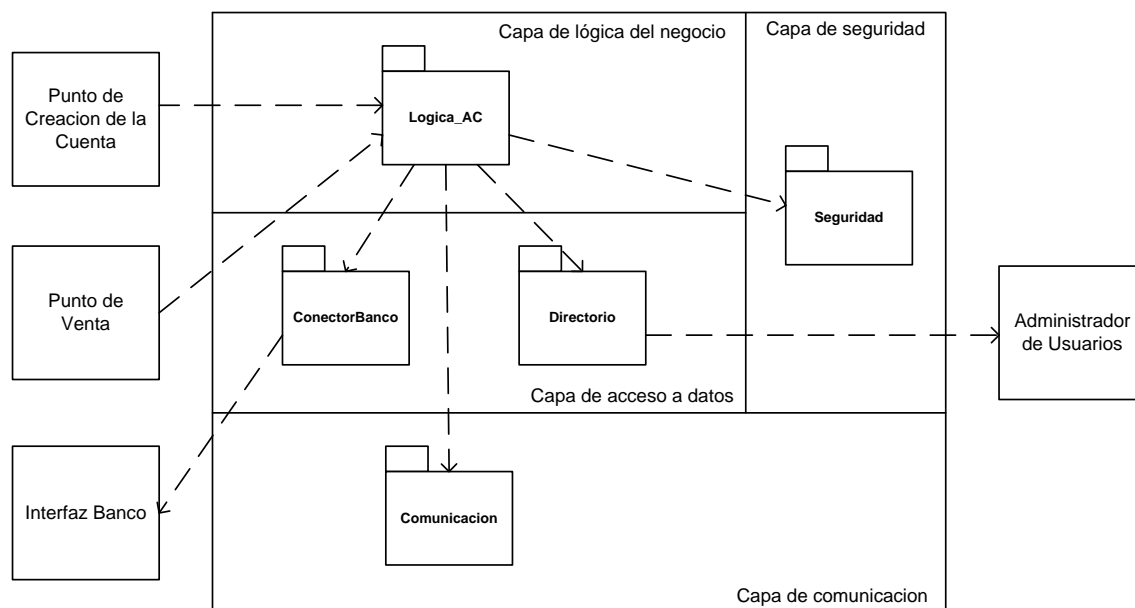 Capa de lógica del negocio
Capa de seguridad
Punto de
Creacion de la
Cuenta
Logica_AC
Seguridad
Punto de
Venta
ConectorBanco
Directorio
Administrador
de Usuarios
Capa de acceso a datos
Interfaz Banco
Comunicacion
Capa de comunicacion